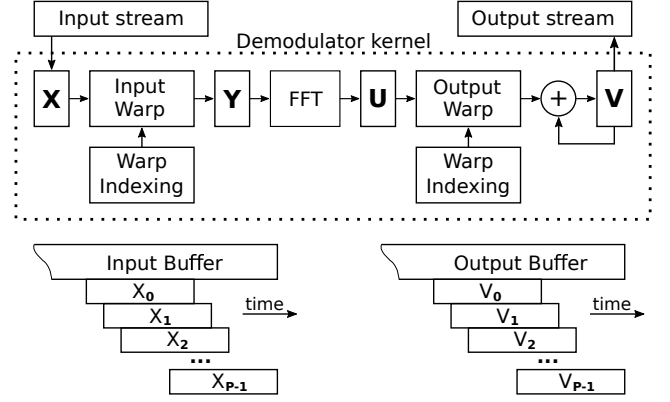 Input stream
Output stream
Demodulator kernel
X
Input
Warp
Y
FFT
U
Output
Warp
+
V
Warp
Indexing
Warp
Indexing
Input Buffer
X0
X1
X2
...
XP-1
time
Output Buffer
V0
V1
V2
...
VP-1
time